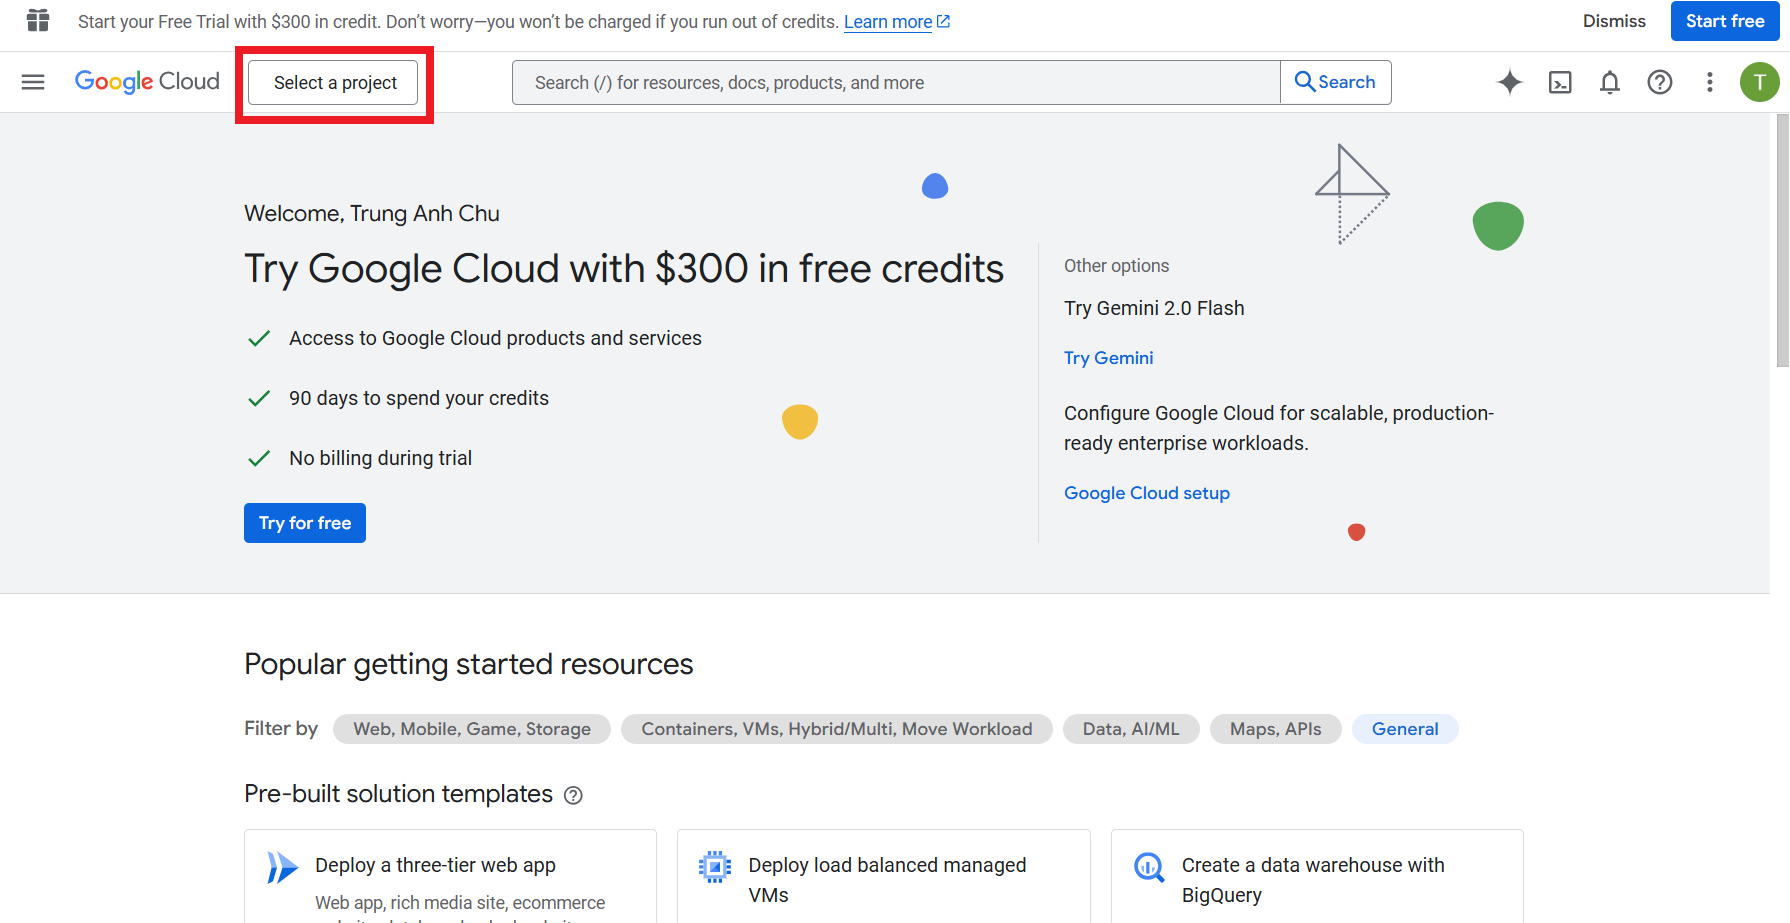 Start your Free Trial with $300 in credit. Don’t worry—you won’t be charged if you run out of credits. Learn more
Dismiss
Start free
Google Cloud
Select a project
Search (/) for resources, docs, products, and more
Search
T
Welcome, Trung Anh Chu
Try Google Cloud with $300 in free credits
Access to Google Cloud products and services
90 days to spend your credits
No billing during trial
Try for free
Other options
Try Gemini 2.0 Flash
Try Gemini
Configure Google Cloud for scalable, production-
ready enterprise workloads.
Google Cloud setup
Popular getting started resources
Filter by
Web, Mobile, Game, Storage
Containers, VMs, Hybrid/Multi, Move Workload
Data, AI/ML
Maps, APIs
General
Pre-built solution templates
Deploy a three-tier web app
Web app, rich media site, ecommerce
Deploy load balanced managed
VMs
Create a data warehouse with
BigQuery